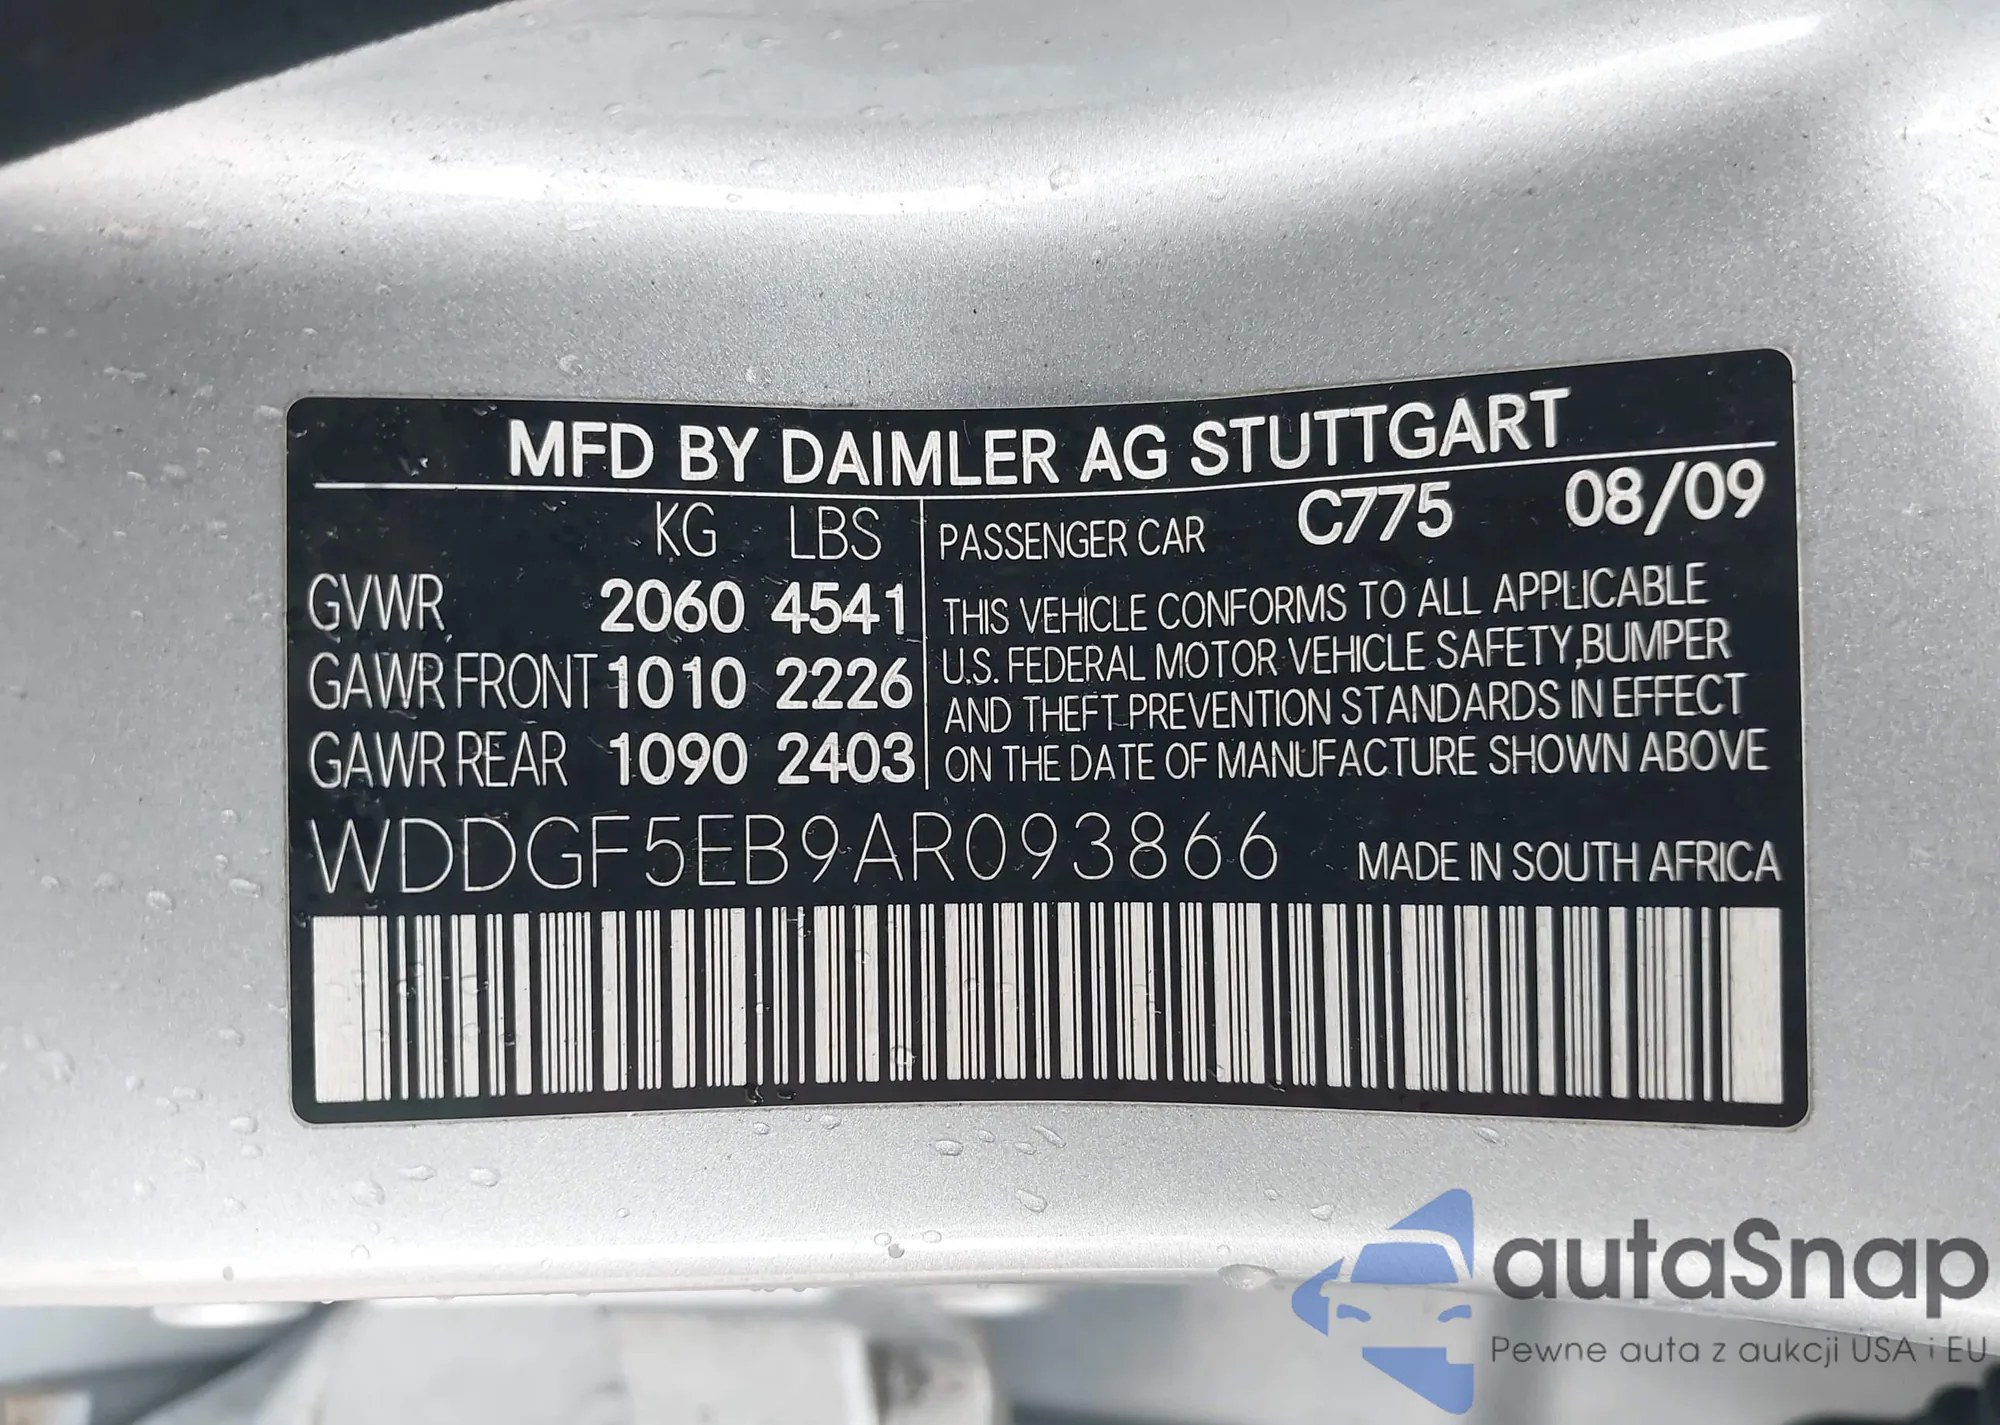 MFD BY DAIMLER AG STUTTGART
KG LBS
PASSENGER CAR C775 08/09
GVWR 2060 4541
GAWR FRONT 1010 2226
GAWR REAR 1090 2403
THIS VEHICLE CONFORMS TO ALL APPLICABLE
U.S. FEDERAL MOTOR VEHICLE SAFETY,BUMPER
AND THEFT PREVENTION STANDARDS IN EFFECT
ON THE DATE OF MANUFACTURE SHOWN ABOVE
WDDGF5EB9AR093866 MADE IN SOUTH AFRICA
autaSnap
Pewne auta z aukcji USA i EU